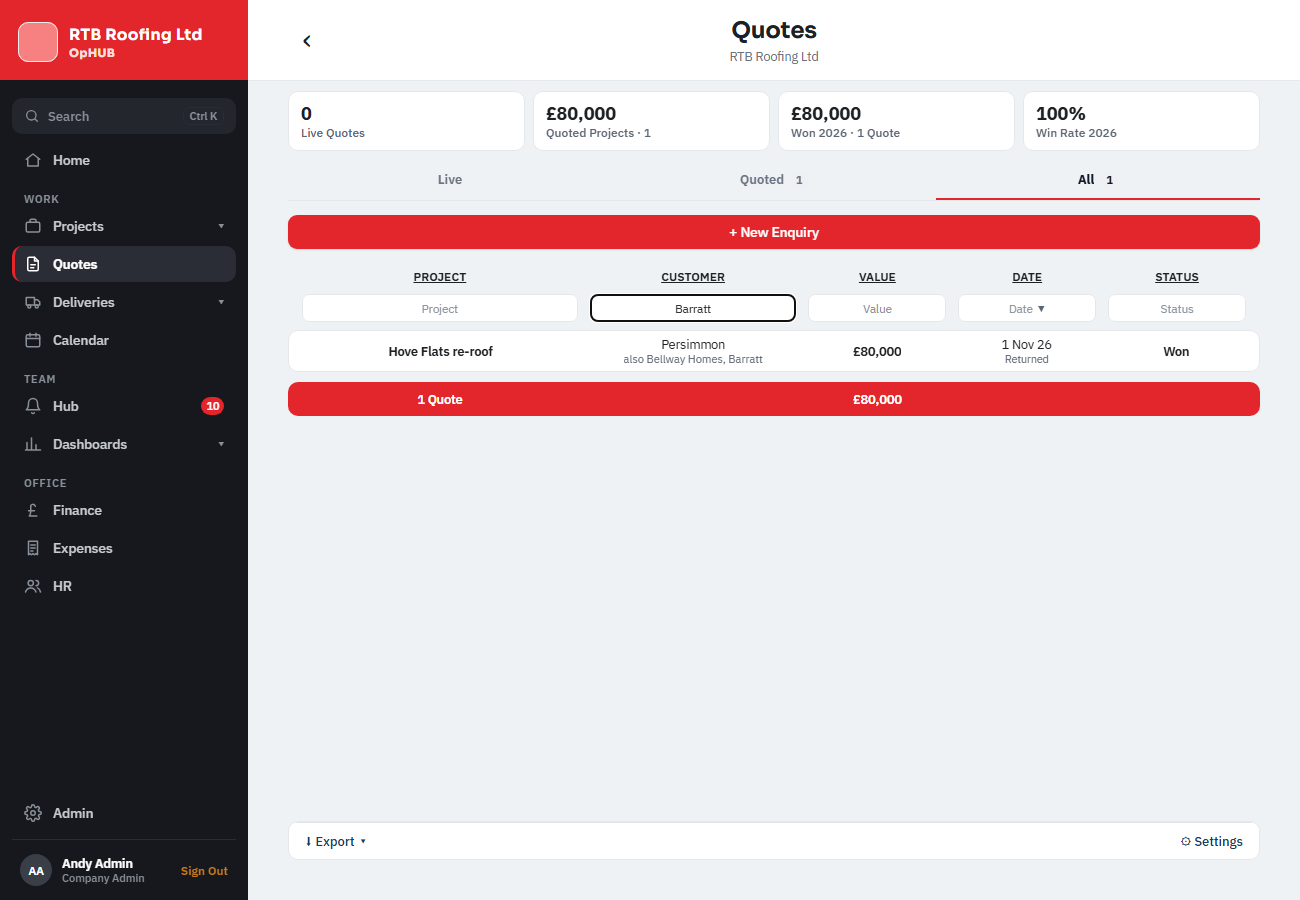 RTB Roofing Ltd
OpHUB
Search Ctrl K
Home
WORK
Projects
Quotes
Deliveries
Calendar
TEAM
Hub 10
Dashboards
OFFICE
Finance
Expenses
HR
Admin
AA
Andy Admin
Company Admin
Sign Out
Quotes
RTB Roofing Ltd
0
Live Quotes
£80,000
Quoted Projects · 1
£80,000
Won 2026 · 1 Quote
100%
Win Rate 2026
Live Quoted 1 All 1
+ New Enquiry
PROJECT CUSTOMER VALUE DATE STATUS
Project Barratt Value Date ▼ Status
Hove Flats re-roof
Persimmon
also Bellway Homes, Barratt
£80,000
1 Nov 26
Returned
Won
1 Quote £80,000
Export
Settings